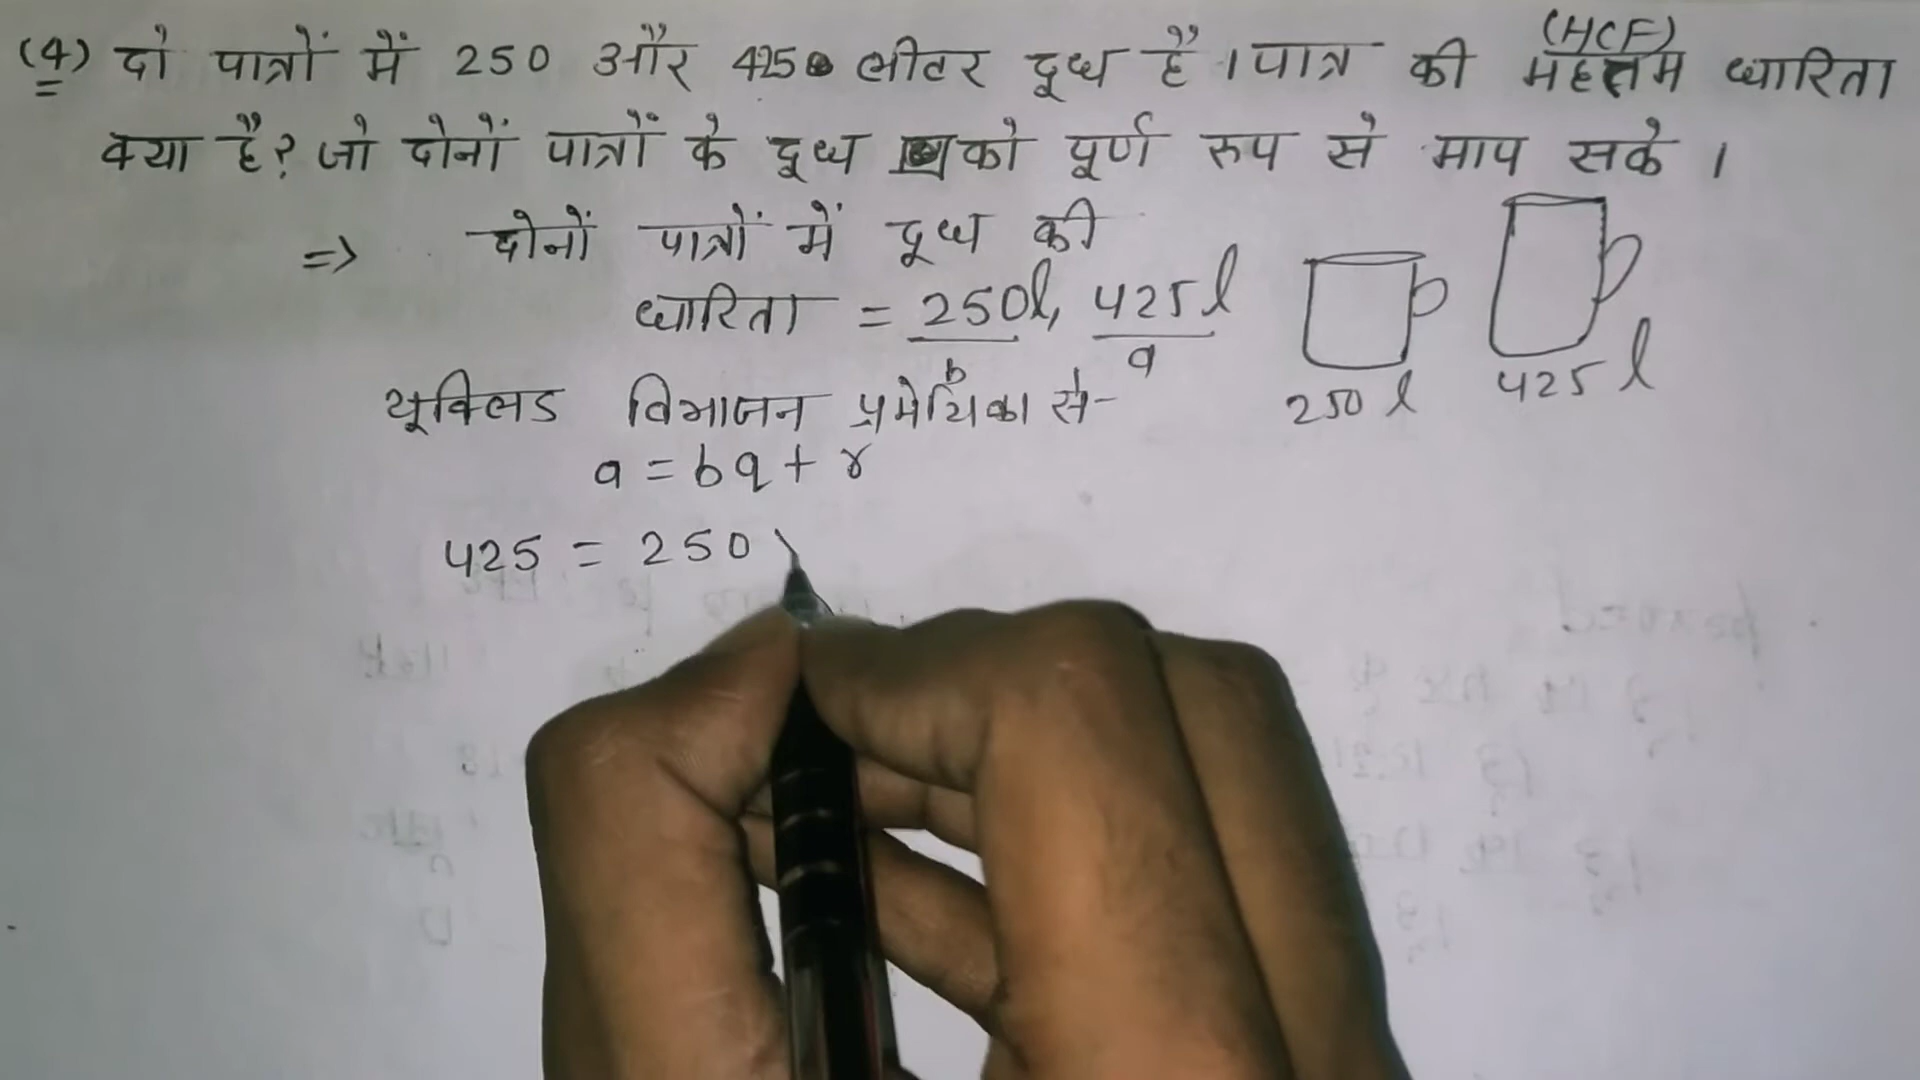 (4) दो पात्रों में 250 और 425 लीटर दूध हैं । पात्र की महत्तम धारिता
(HCF)
क्या है? जो दोनों पात्रों के दूध को पूर्ण रुप से माप सके ।
=> दोनों पात्रों में दूध की
धारिता = 250l, 425l
b a
250 l 425 l
यूक्लिड विभाजन प्रमेयिका से-
a = bq + r
425 = 250